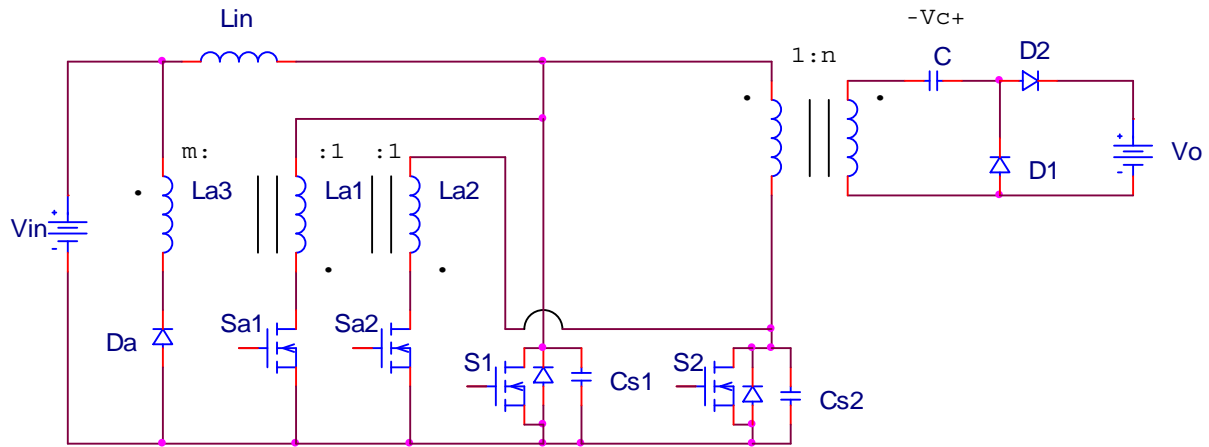 Lin
-Vc+
C
D2
1:n
m:
:1
:1
La3
La1
La2
D1
Vo
Vin
+
-
+
-
Da
Sa1
Sa2
S1
Cs1
S2
Cs2